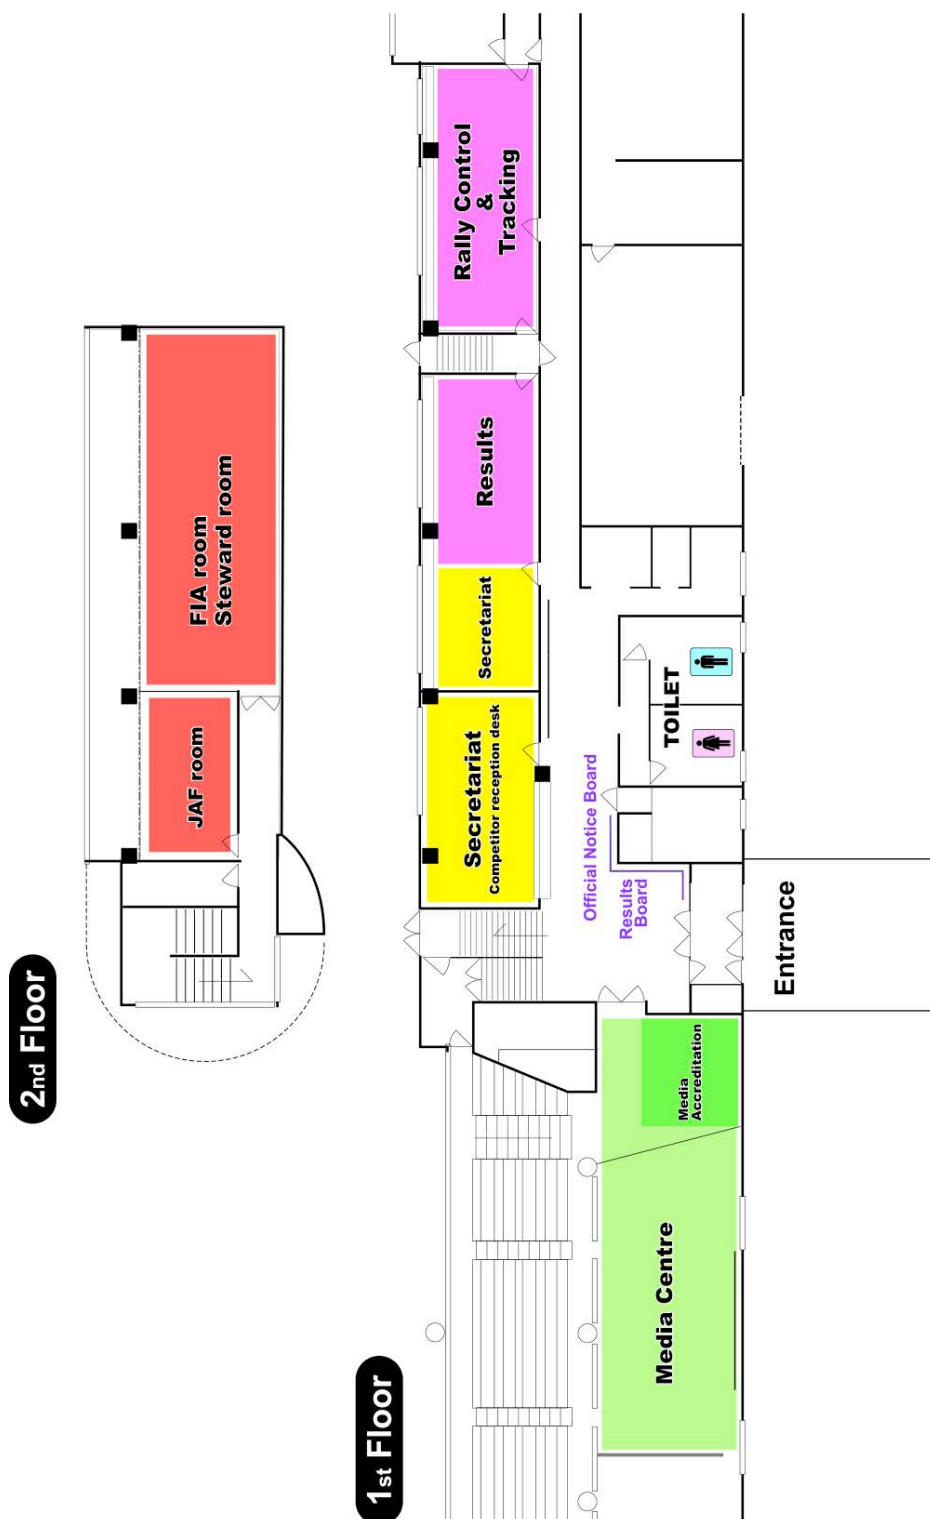 2nd Floor
FIA room
Steward room
JAF room
1st Floor
Rally Control
&
Tracking
Results
Secretariat
Secretariat
Competitor reception desk
TOILET
Official Notice Board
Results
Board
Entrance
Media
Accreditation
Media Centre